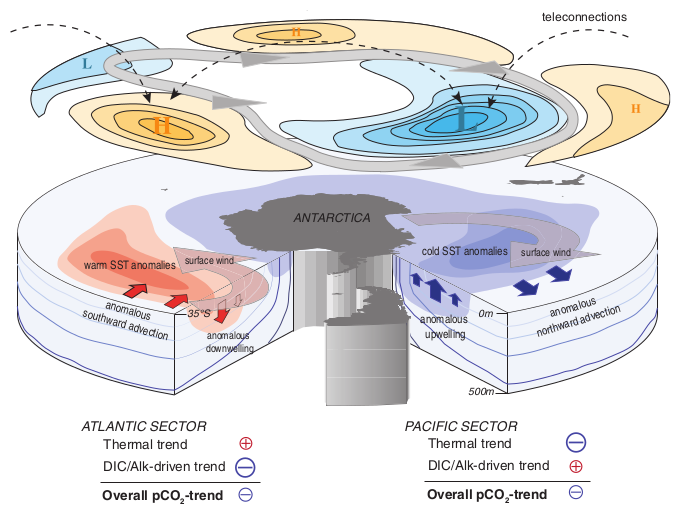 teleconnections
H
L
H
H
L
ANTARCTICA
warm SST anomalies
surface wind
cold SST anomalies
surface wind
anomalous
southward advection
35°S
anomalous
downwelling
anomalous
upwelling
0m
anomalous
northward advection
500m
ATLANTIC SECTOR
Thermal trend +
DIC/Alk-driven trend −
Overall pCO₂-trend −
PACIFIC SECTOR
Thermal trend −
DIC/Alk-driven trend +
Overall pCO₂-trend −